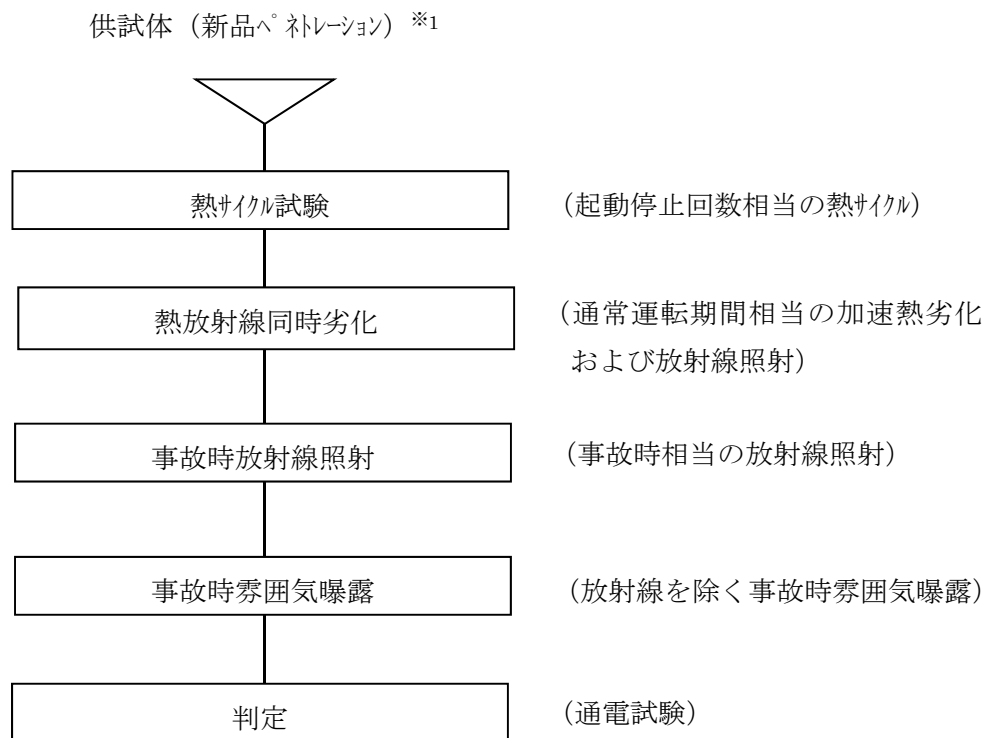 供試体（新品ﾍﾟﾈﾄﾚｰｼｮﾝ）※1
熱ｻｲｸﾙ試験
（起動停止回数相当の熱ｻｲｸﾙ）
熱放射線同時劣化
（通常運転期間相当の加速熱劣化
および放射線照射）
事故時放射線照射
（事故時相当の放射線照射）
事故時雰囲気曝露
（放射線を除く事故時雰囲気曝露）
判定
（通電試験）